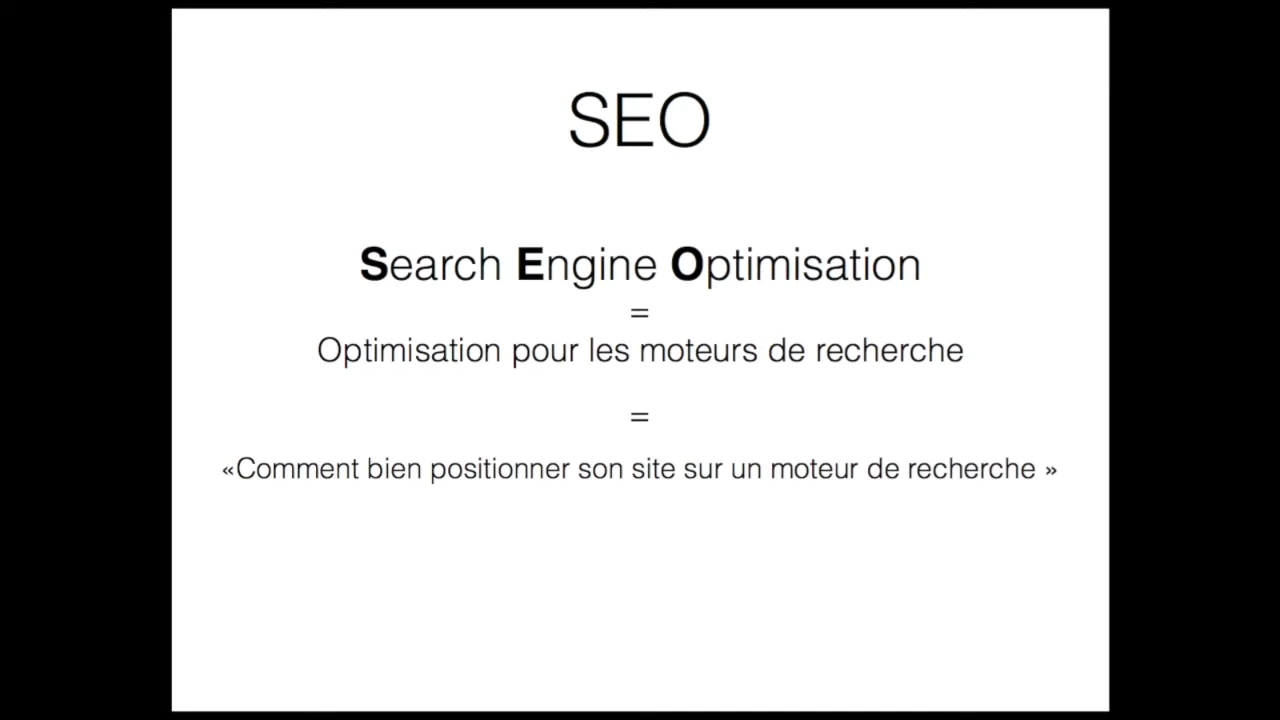 SEO
Search Engine Optimisation
=
Optimisation pour les moteurs de recherche
=
«Comment bien positionner son site sur un moteur de recherche »